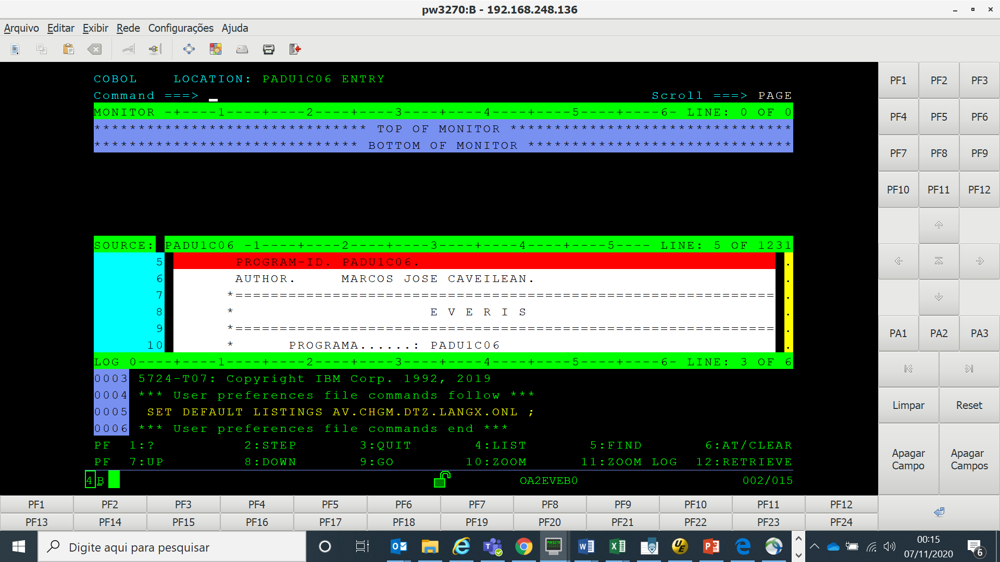 pw3270:B - 192.168.248.136
Arquivo Editar Exibir Rede Configurações Ajuda
COBOL LOCATION: PADU1C06 ENTRY
Command ===> Scroll ===> PAGE
MONITOR -+----1----+----2----+----3----+----4----+----5----+----6- LINE: 0 OF 0
******************************* TOP OF MONITOR ********************************
****************************** BOTTOM OF MONITOR ******************************
SOURCE: PADU1C06 -1----+----2----+----3----+----4----+----5---- LINE: 5 OF 1231
5 PROGRAM-ID. PADU1C06. .
6 AUTHOR. MARCOS JOSE CAVEILEAN. .
7 *============================================================= .
8 * E V E R I S .
9 *============================================================= .
10 * PROGRAMA......: PADU1C06 .
LOG 0----+----1----+----2----+----3----+----4----+----5----+----6- LINE: 3 OF 6
0003 5724-T07: Copyright IBM Corp. 1992, 2019
0004 *** User preferences file commands follow ***
0005 SET DEFAULT LISTINGS AV.CHGM.DTZ.LANGX.ONL ;
0006 *** User preferences file commands end ***
PF 1:? 2:STEP 3:QUIT 4:LIST 5:FIND 6:AT/CLEAR
PF 7:UP 8:DOWN 9:GO 10:ZOOM 11:ZOOM LOG 12:RETRIEVE
4 B OA2EVEB0 002/015
PF1 PF2 PF3
PF4 PF5 PF6
PF7 PF8 PF9
PF10 PF11 PF12
PA1 PA2 PA3
Limpar Reset
Apagar Campo Apagar Campos
PF1 PF2 PF3 PF4 PF5 PF6 PF7 PF8 PF9 PF10 PF11 PF12
PF13 PF14 PF15 PF16 PF17 PF18 PF19 PF20 PF21 PF22 PF23 PF24
Digite aqui para pesquisar
00:15
07/11/2020
6